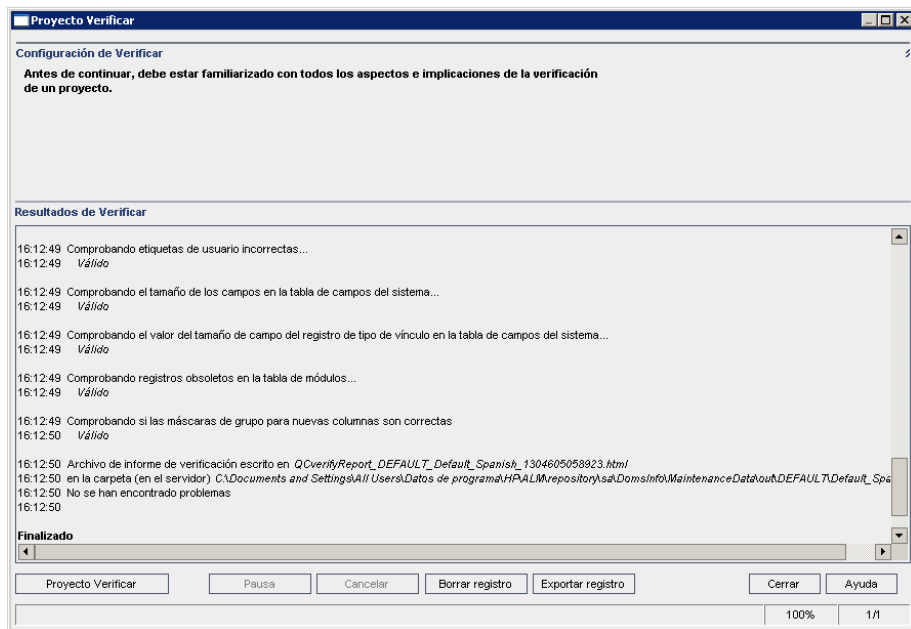 Proyecto Verificar
Configuración de Verificar
Antes de continuar, debe estar familiarizado con todos los aspectos e implicaciones de la verificación
de un proyecto.
Resultados de Verificar
16:12:49 Comprobando etiquetas de usuario incorrectas...
16:12:49 Válido
16:12:49 Comprobando el tamaño de los campos en la tabla de campos del sistema...
16:12:49 Válido
16:12:49 Comprobando el valor del tamaño de campo del registro de tipo de vínculo en la tabla de campos del sistema...
16:12:49 Válido
16:12:49 Comprobando registros obsoletos en la tabla de módulos...
16:12:49 Válido
16:12:49 Comprobando si las máscaras de grupo para nuevas columnas son correctas
16:12:50 Válido
16:12:50 Archivo de informe de verificación escrito en QCverifyReport_DEFAULT_Default_Spanish_1304605058923.html
16:12:50 en la carpeta (en el servidor) C:\Documents and Settings\All Users\Datos de programa\HP\ALM\repository\sa\DomsInfo\MaintenanceData\out\DEFAULT\Default_Spa
16:12:50 No se han encontrado problemas
16:12:50
Finalizado
Proyecto Verificar Pausa Cancelar Borrar registro Exportar registro Cerrar Ayuda
100% 1/1